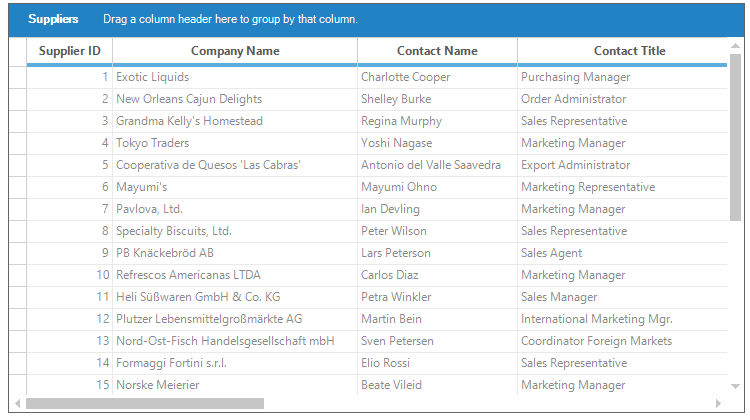 Suppliers Drag a column header here to group by that column.
Supplier ID Company Name Contact Name Contact Title
1 Exotic Liquids Charlotte Cooper Purchasing Manager
2 New Orleans Cajun Delights Shelley Burke Order Administrator
3 Grandma Kelly's Homestead Regina Murphy Sales Representative
4 Tokyo Traders Yoshi Nagase Marketing Manager
5 Cooperativa de Quesos 'Las Cabras' Antonio del Valle Saavedra Export Administrator
6 Mayumi's Mayumi Ohno Marketing Representative
7 Pavlova, Ltd. Ian Devling Marketing Manager
8 Specialty Biscuits, Ltd. Peter Wilson Sales Representative
9 PB Knäckebröd AB Lars Peterson Sales Agent
10 Refrescos Americanas LTDA Carlos Diaz Marketing Manager
11 Heli Süßwaren GmbH & Co. KG Petra Winkler Sales Manager
12 Plutzer Lebensmittelgroßmärkte AG Martin Bein International Marketing Mgr.
13 Nord-Ost-Fisch Handelsgesellschaft mbH Sven Petersen Coordinator Foreign Markets
14 Formaggi Fortini s.r.l. Elio Rossi Sales Representative
15 Norske Meierier Beate Vileid Marketing Manager